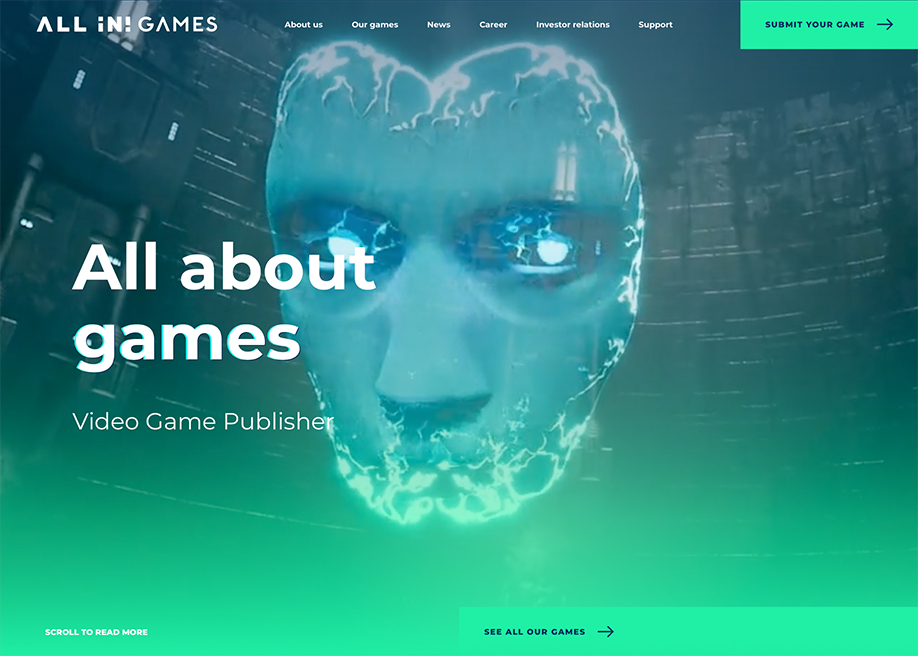 ALL iN! GAMES
About us
Our games
News
Career
Investor relations
Support
SUBMIT YOUR GAME
All about
games
Video Game Publisher
SCROLL TO READ MORE
SEE ALL OUR GAMES